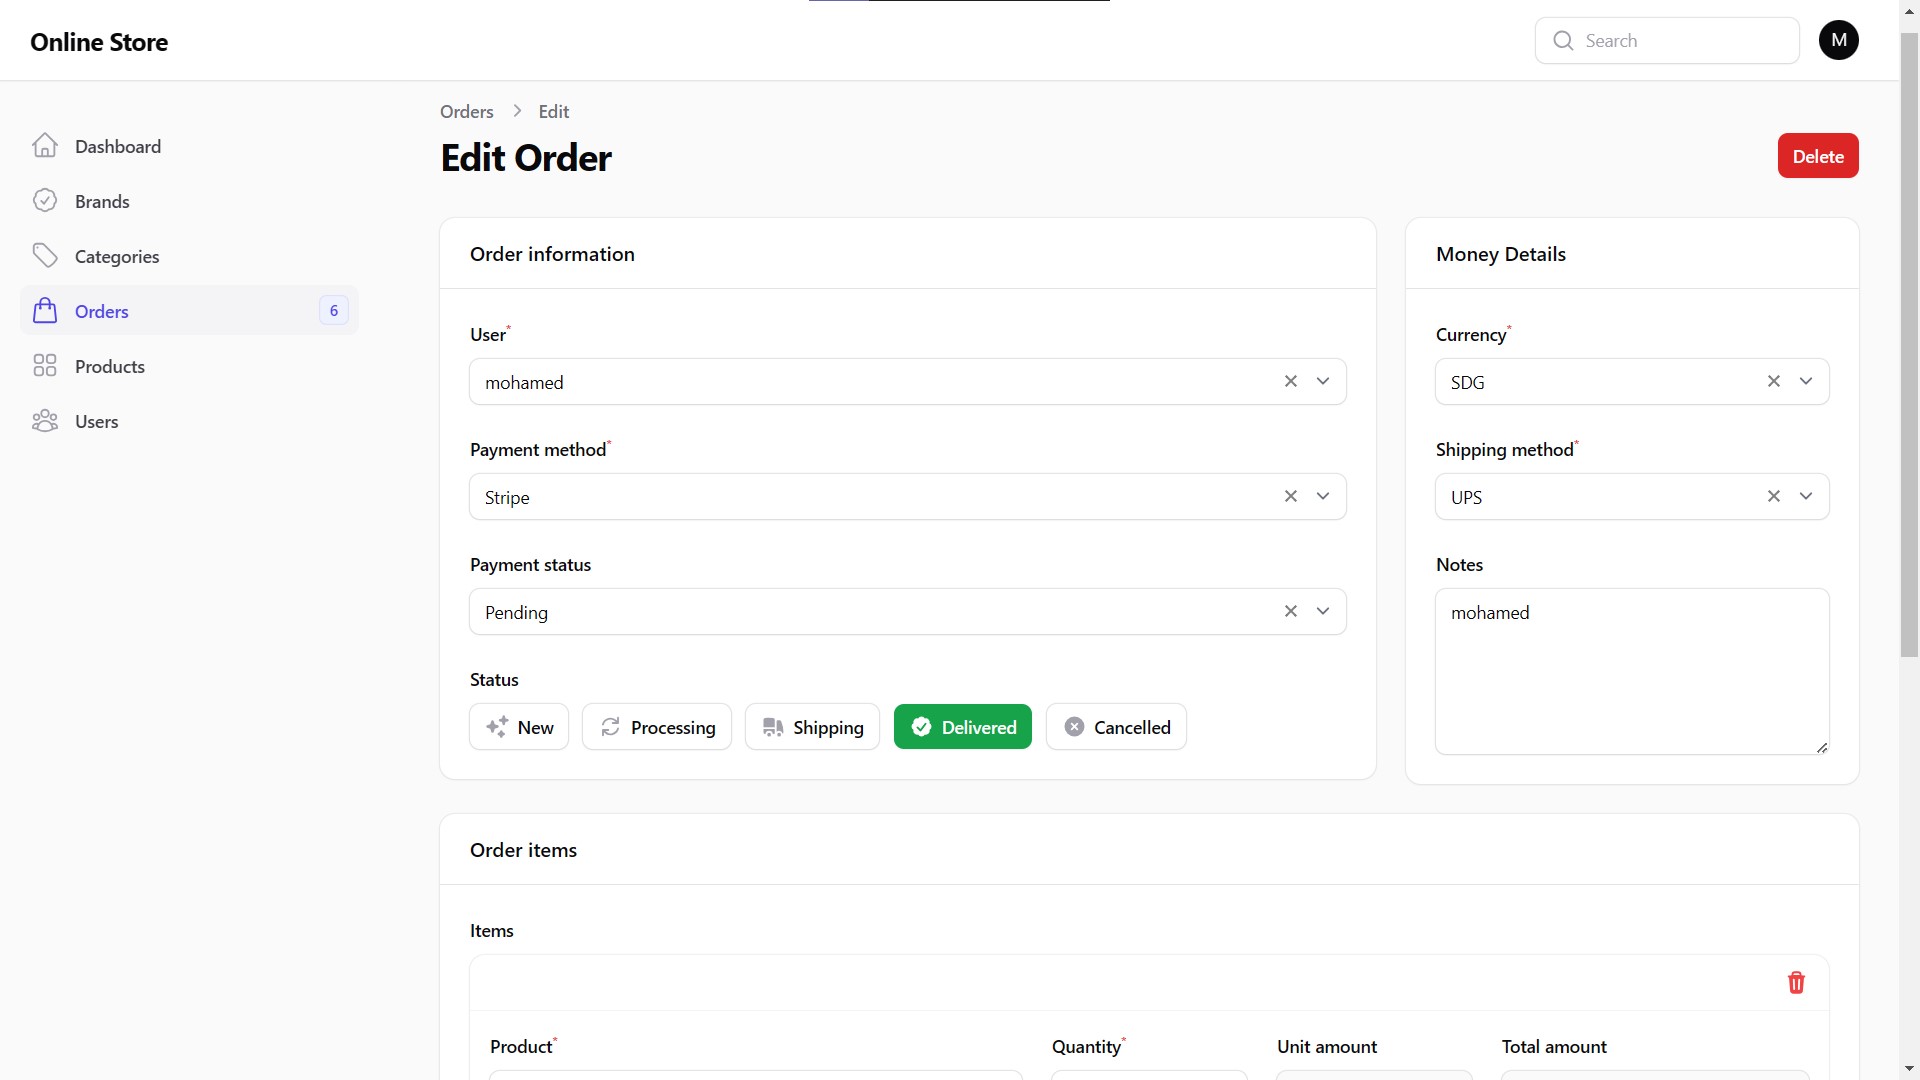 Online Store
Search
M
Dashboard
Brands
Categories
Orders 6
Products
Users
Orders > Edit
Edit Order
Delete
Order information
User*
mohamed
Payment method*
Stripe
Payment status
Pending
Status
New Processing Shipping Delivered Cancelled
Money Details
Currency*
SDG
Shipping method*
UPS
Notes
mohamed
Order items
Items
Product* Quantity* Unit amount Total amount